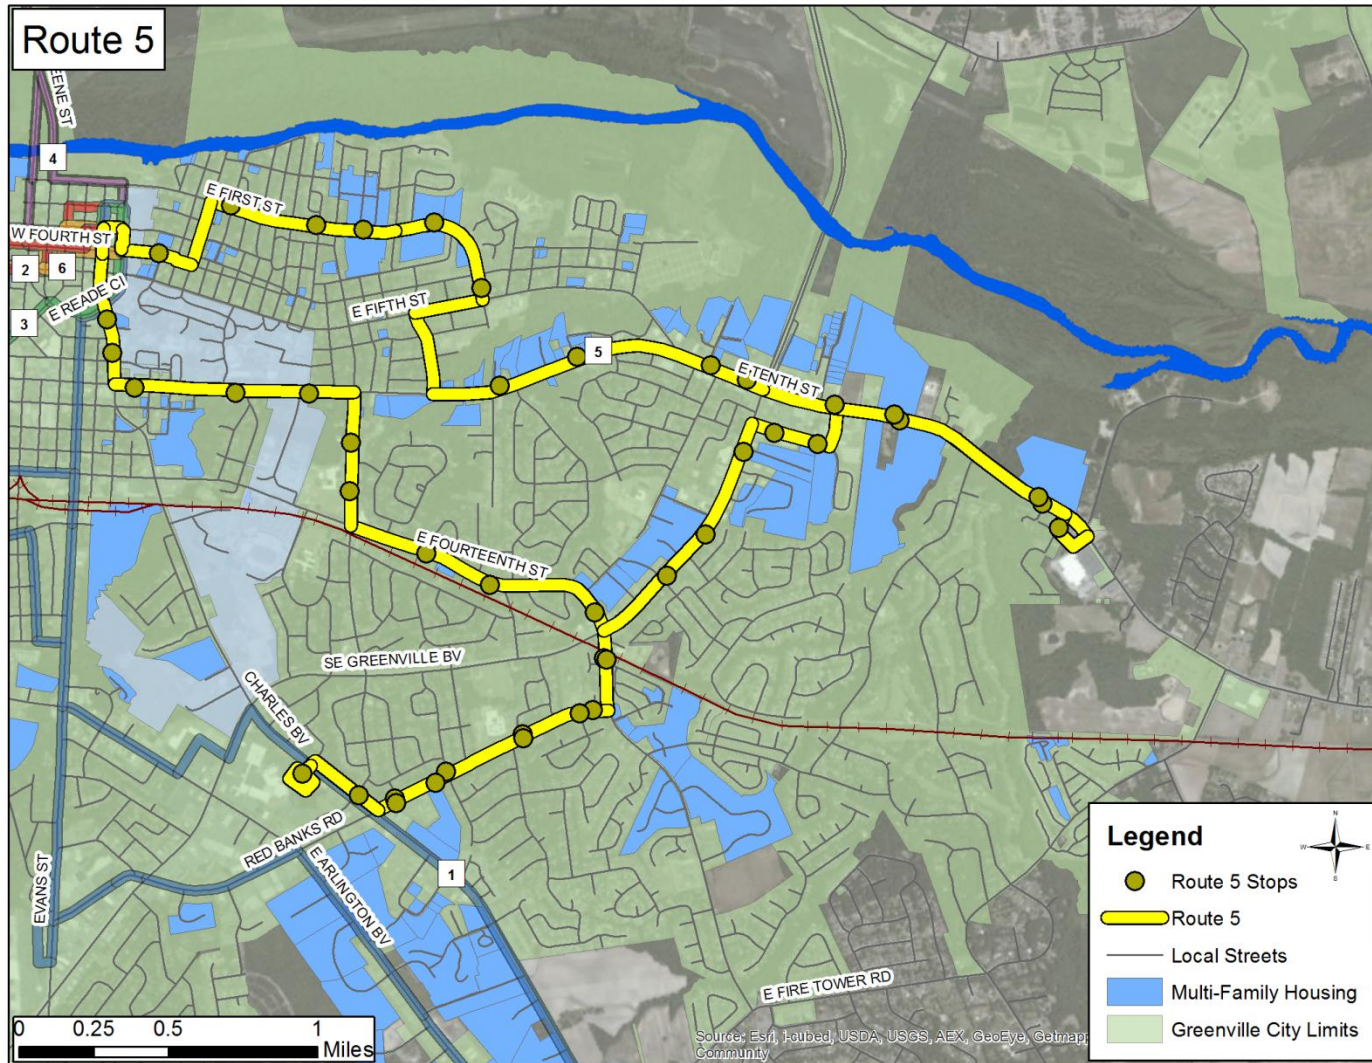 Route 5
EENE ST
4
E FIRST ST
W FOURTH ST
2
6
E READE CI
3
E FIFTH ST
5
E TENTH ST
E FOURTEENTH ST
SE GREENVILLE BV
CHARLES BV
RED BANKS RD
E ARLINGTON BV
1
EVANS ST
E FIRE TOWER RD
Legend
N
W
E
S
Route 5 Stops
Route 5
Local Streets
Multi-Family Housing
Greenville City Limits
0 0.25 0.5 1
Miles
Source: Esri, i-cubed, USDA, USGS, AEX, GeoEye, Getmapp
Community